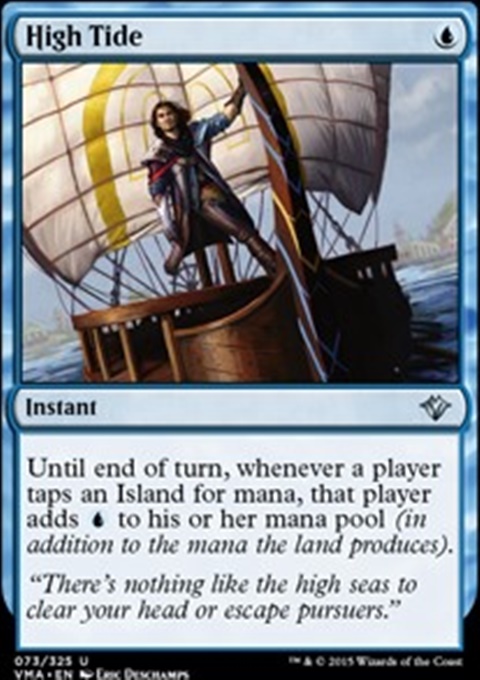 High Tide
Instant
Until end of turn, whenever a player
taps an Island for mana, that player
adds to his or her mana pool (in
addition to the mana the land produces).
“There’s nothing like the high seas to
clear your head or escape pursuers.”
073/325 U
VMA • EN Eric Deschamps
™ & © 2015 Wizards of the Coast